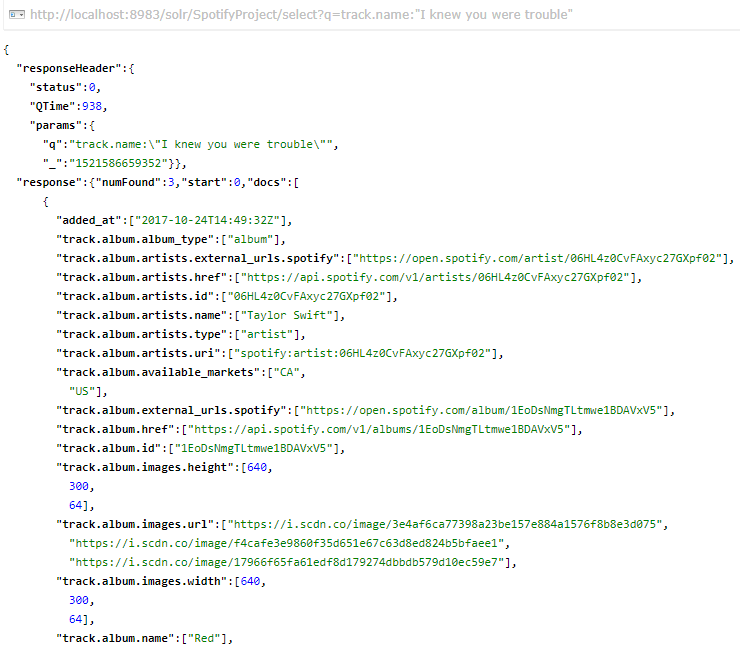 http://localhost:8983/solr/SpotifyProject/select?q=track.name:"I knew you were trouble"
{
"responseHeader":{
"status":0,
"QTime":938,
"params":{
"q":"track.name:\"I knew you were trouble\"",
"_":"1521586659352"}},
"response":{"numFound":3,"start":0,"docs":[
{
"added_at":["2017-10-24T14:49:32Z"],
"track.album.album_type":["album"],
"track.album.artists.external_urls.spotify":["https://open.spotify.com/artist/06HL4z0CvFAxyc27GXpf02"],
"track.album.artists.href":["https://api.spotify.com/v1/artists/06HL4z0CvFAxyc27GXpf02"],
"track.album.artists.id":["06HL4z0CvFAxyc27GXpf02"],
"track.album.artists.name":["Taylor Swift"],
"track.album.artists.type":["artist"],
"track.album.artists.uri":["spotify:artist:06HL4z0CvFAxyc27GXpf02"],
"track.album.available_markets":["CA",
"US"],
"track.album.external_urls.spotify":["https://open.spotify.com/album/1EoDsNmgTLtmwe1BDAVxV5"],
"track.album.href":["https://api.spotify.com/v1/albums/1EoDsNmgTLtmwe1BDAVxV5"],
"track.album.id":["1EoDsNmgTLtmwe1BDAVxV5"],
"track.album.images.height":[640,
300,
64],
"track.album.images.url":["https://i.scdn.co/image/3e4af6ca77398a23be157e884a1576f8b8e3d075",
"https://i.scdn.co/image/f4cafe3e9860f35d651e67c63d8ed824b5bfaee1",
"https://i.scdn.co/image/17966f65fa61edf8d179274dbbdb579d10ec59e7"],
"track.album.images.width":[640,
300,
64],
"track.album.name":["Red"],